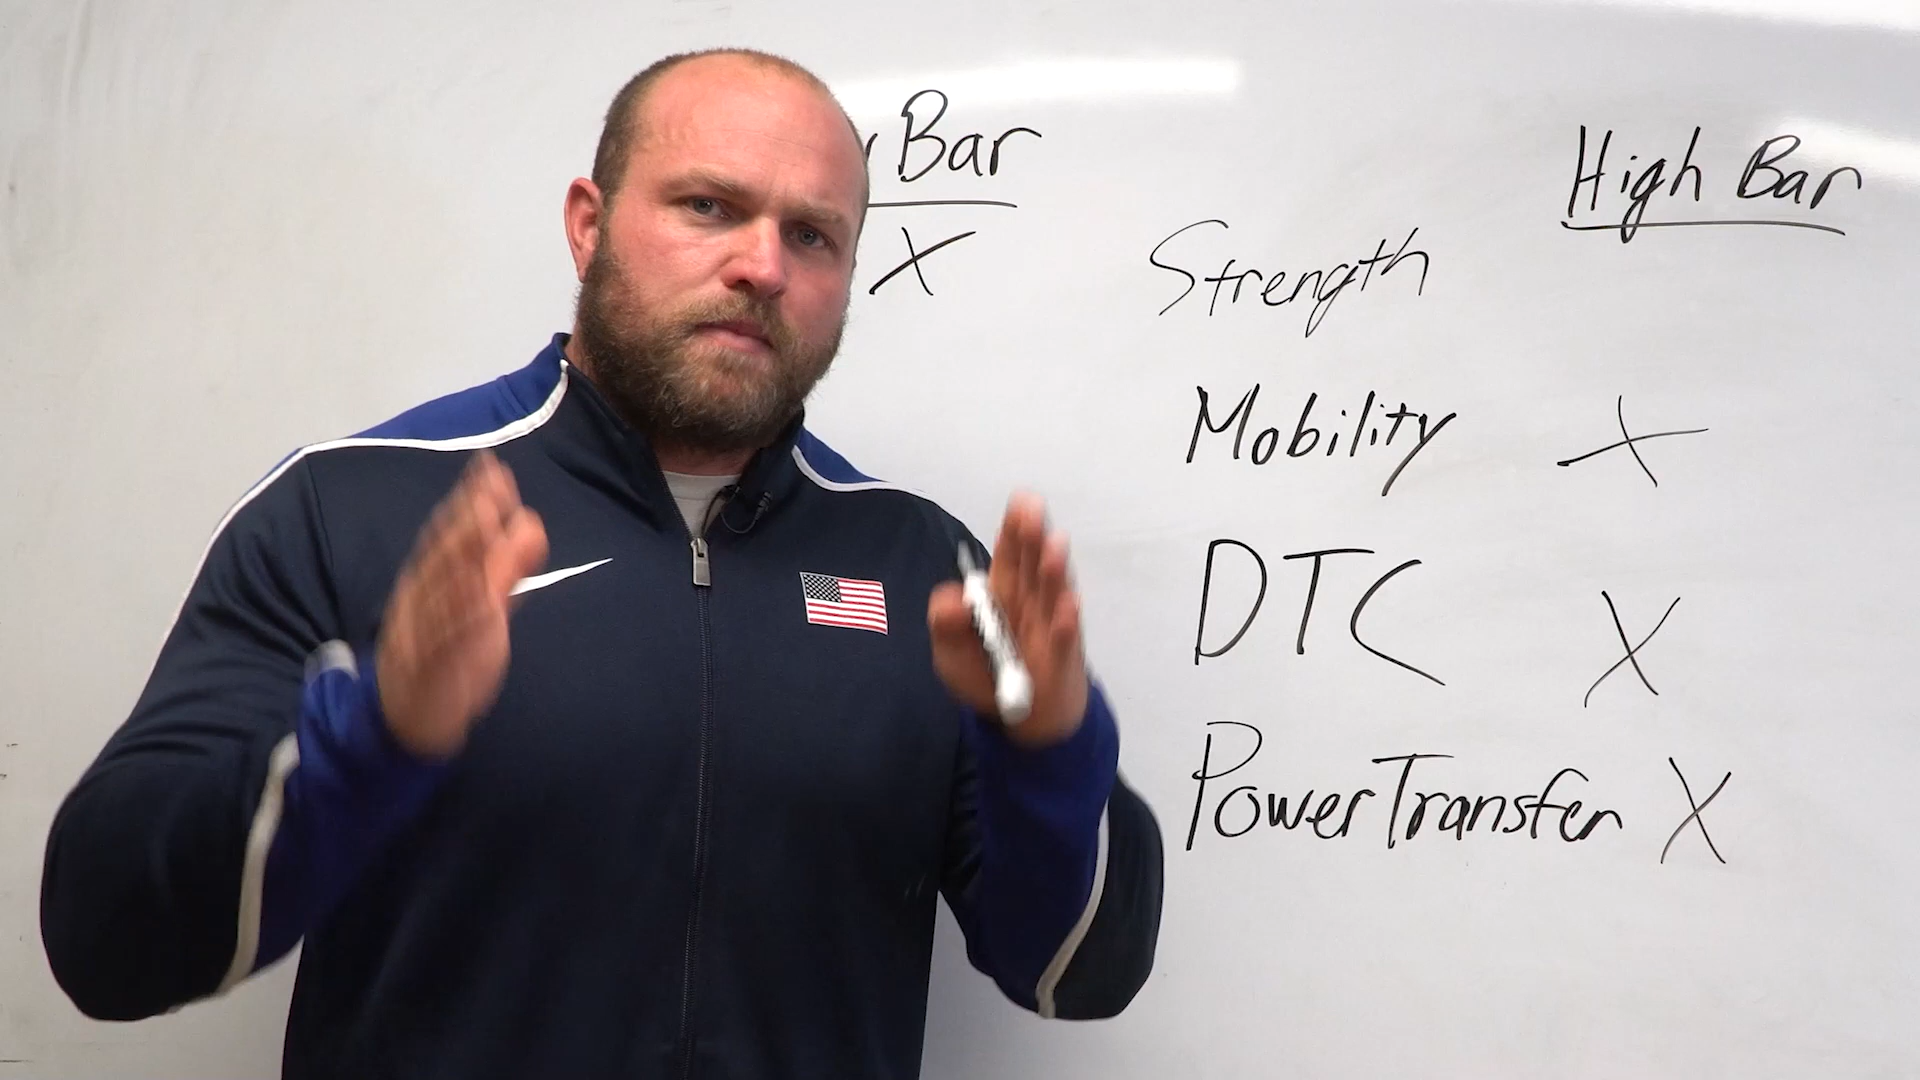 Bar
High Bar
X
Strength
Mobility X
DTC X
Power Transfer X